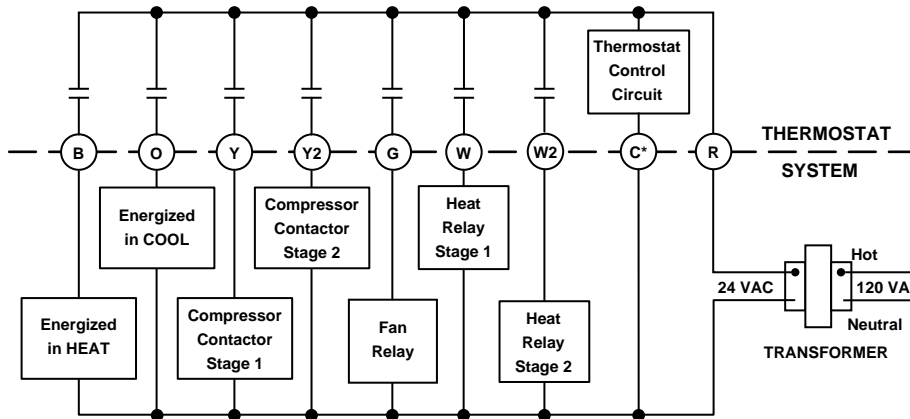 Thermostat
Control
Circuit
B
O
Y
Y2
G
W
W2
C*
R
THERMOSTAT
SYSTEM
Energized
in COOL
Compressor
Contactor
Stage 2
Heat
Relay
Stage 1
Energized
in HEAT
Compressor
Contactor
Stage 1
Fan
Relay
Heat
Relay
Stage 2
Hot
24 VAC
120 VA
Neutral
TRANSFORMER